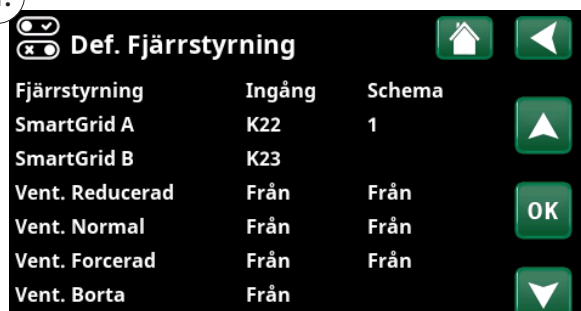 Def. Fjärrstyrning
Fjärrstyrning Ingång Schema
SmartGrid A K22 1
SmartGrid B K23
Vent. Reducerad Från Från
Vent. Normal Från Från
OK
Vent. Forcerad Från Från
Vent. Borta Från